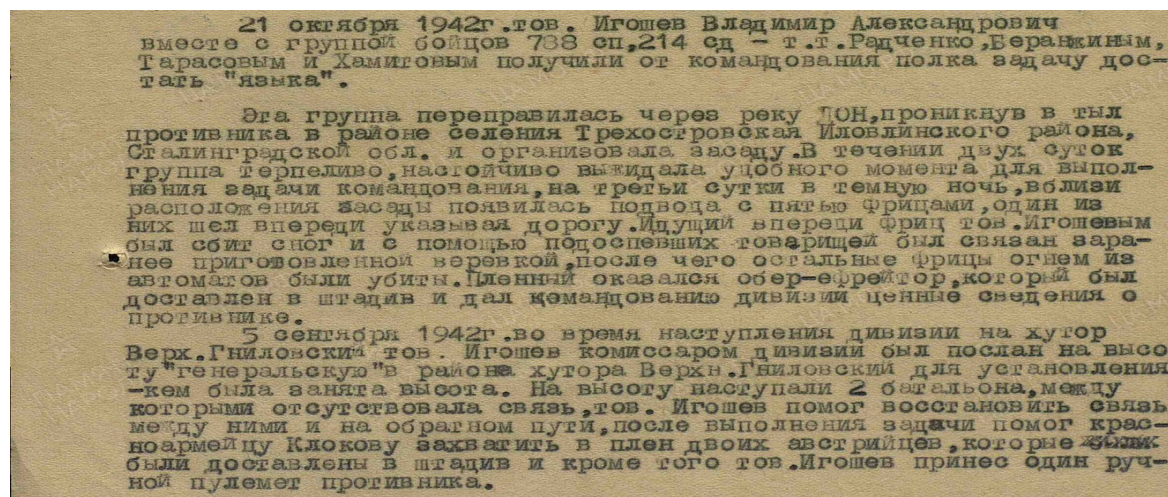 21 октября 1942г.тов. Игошев Владимир Александрович
вместе с группой бойцов 788 сп,214 сд – т.т.Радченко,Беранжиным,
Тарасовым и Хамитовым получили от командования полка задачу дос-
тать "языка".
Эта группа переправилась через реку ДОН,проникнув в тыл
противника в районе селения Трехостровская Иловлинского района,
Сталинградской обл. и организовала засаду.В течении двух суток
группа терпеливо,настойчиво выжидала удобного момента для выпол-
нения задачи командования,на третьи сутки в темную ночь,вблизи
расположения засады появилась подвода с пятью фрицами,один из
них шел впереди указывая дорогу.Идущий впереди фриц тов.Игошевым
был сбит сног и с помощью подоспевших товарищей был связан зара-
нее приготовленной веревкой,после чего остальные фрицы огнем из
автоматов были убиты.Пленный оказался обер-ефрейтор,который был
доставлен в штадив и дал командованию дивизии ценные сведения о
противнике.
5 сентября 1942г.во время наступления дивизии на хутор
Верх.Гниловский тов. Игошев комиссаром дивизии был послан на высо
ту"генеральскую"в района хутора Верхн.Гниловский для установления
-кем была занята высота. На высоту наступали 2 батальона,между
которыми отсутствовала связь,тов. Игошев помог восстановить связь
между ними и на обратном пути,после выполнения задачи помог крас-
ноармейцу Клокову захватить в плен двоих австрийцев,которые
были доставлены в штадив и кроме того тов.Игошев принес один руч-
ной пулемет противника.